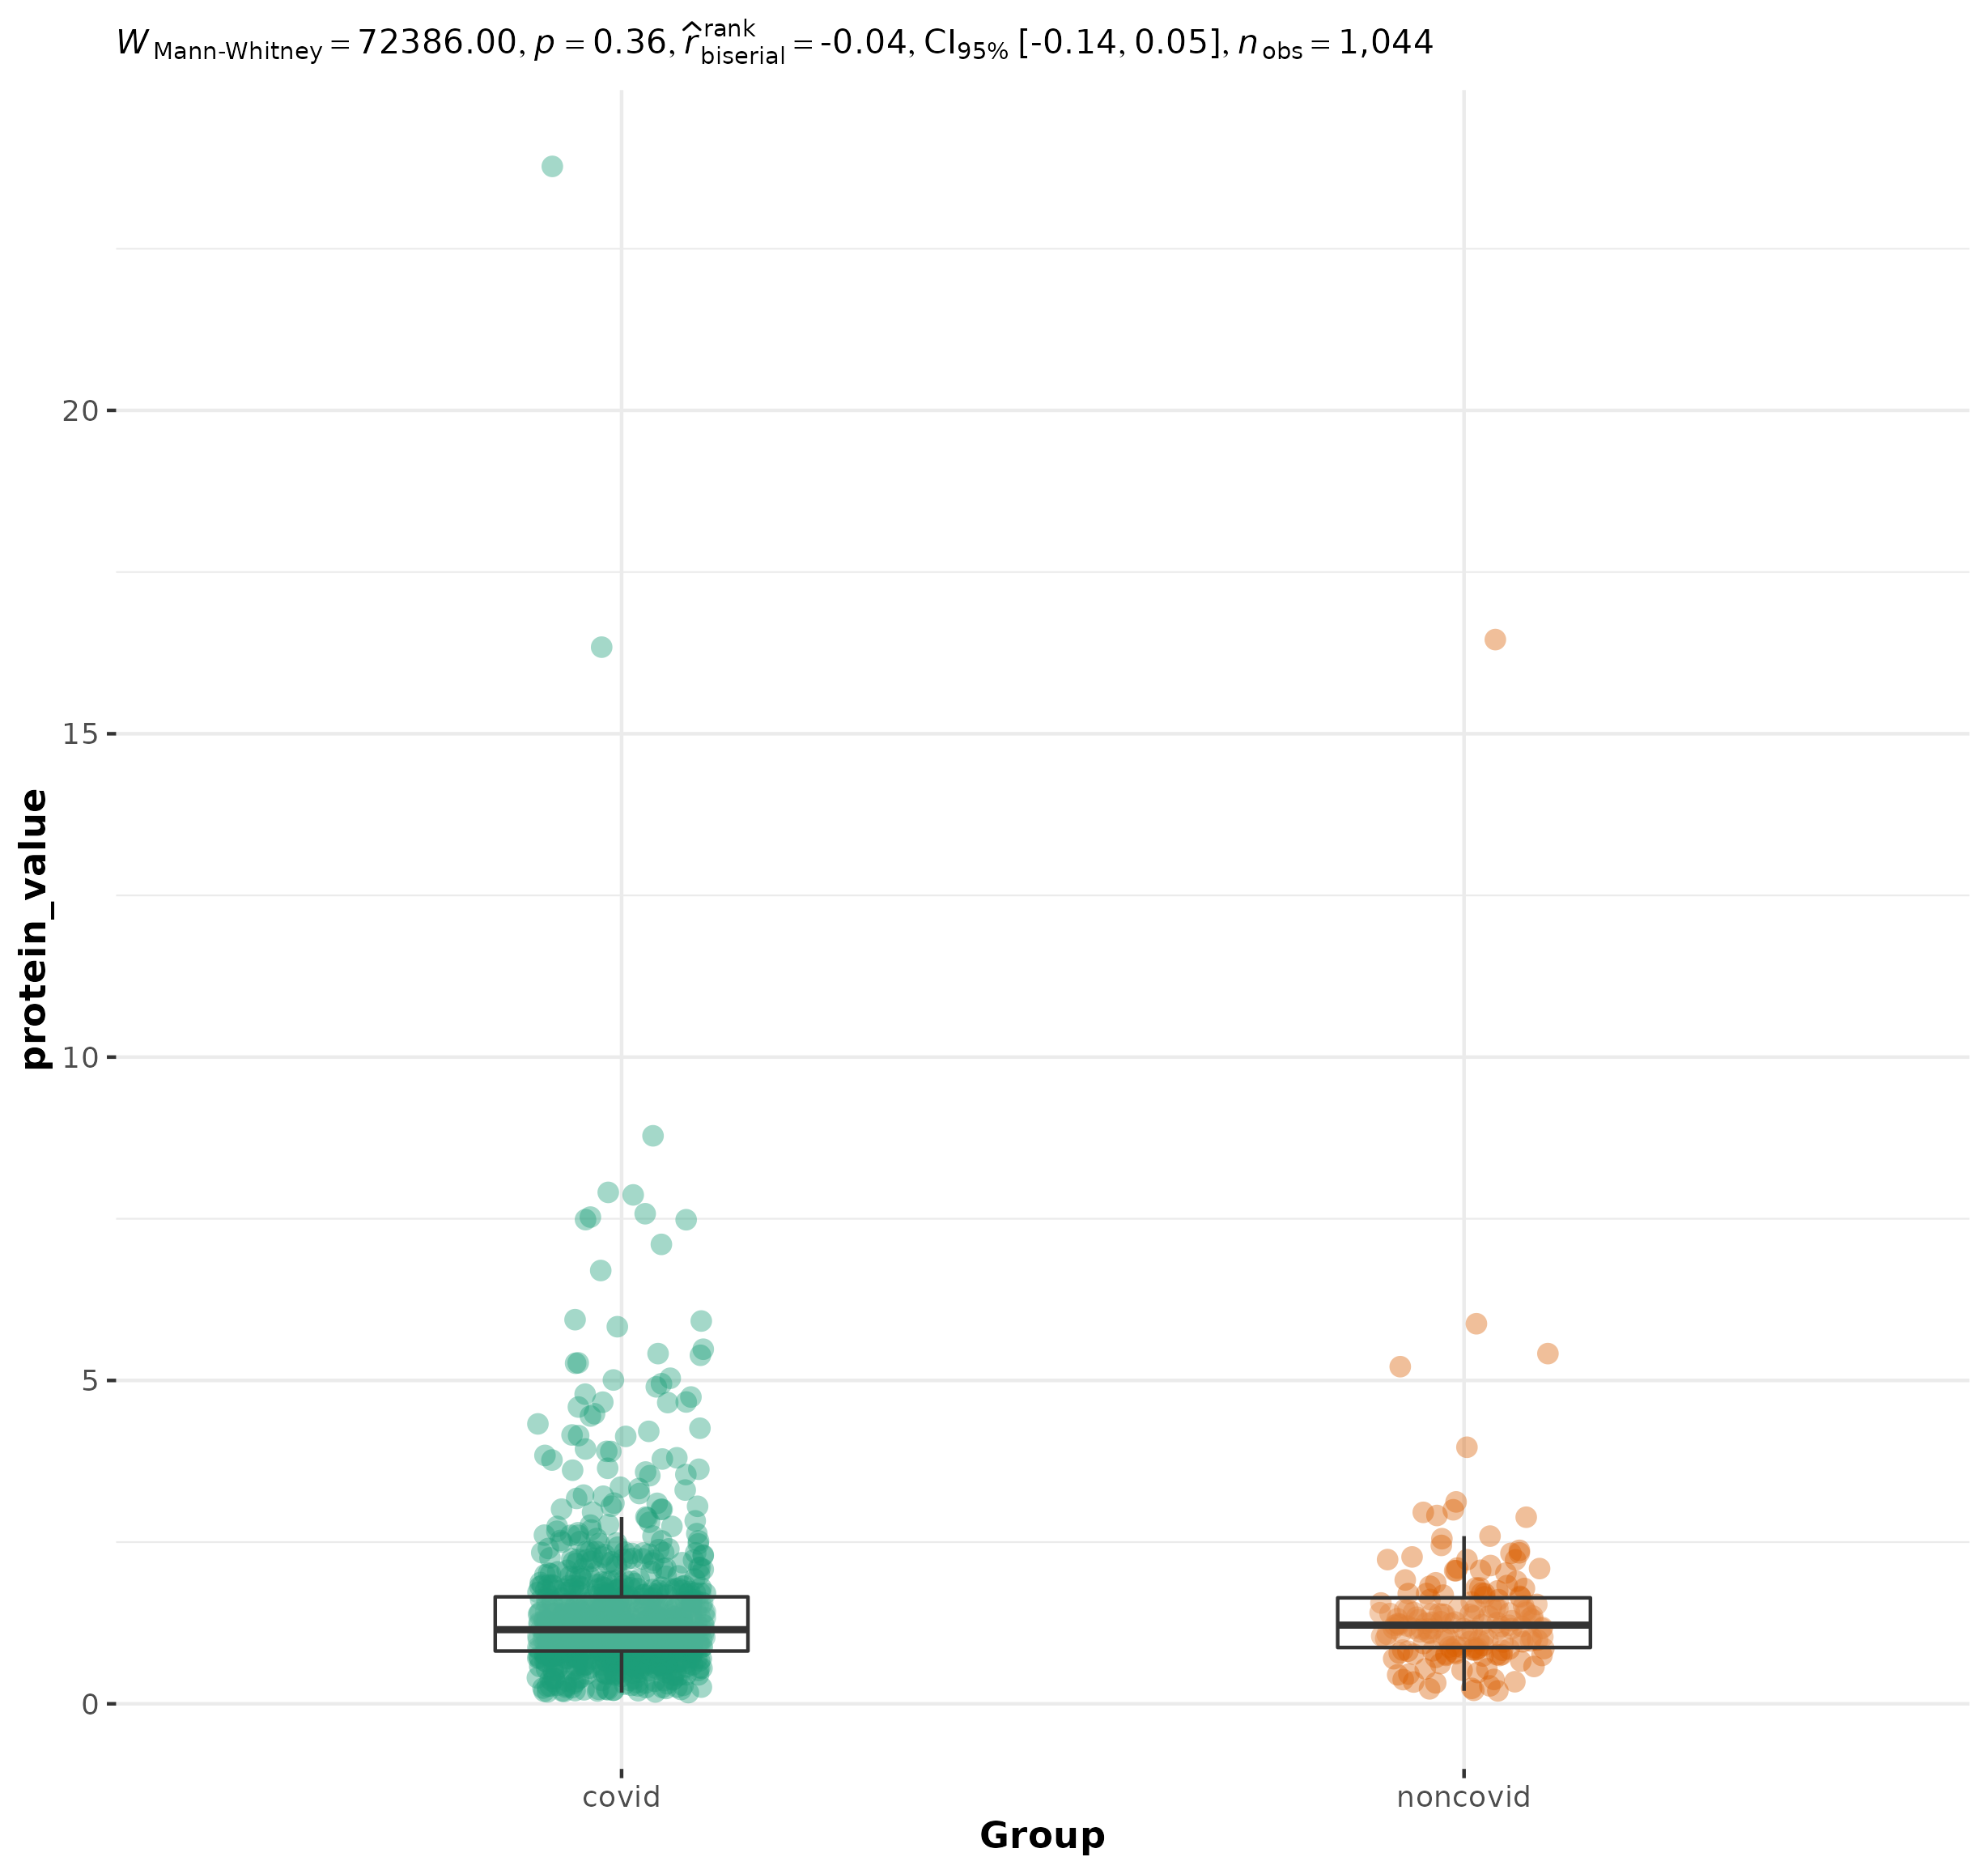 W Mann-Whitney = 72386.00, p = 0.36, r̂ rank biserial = -0.04, CI95% [-0.14, 0.05], n obs = 1,044
20
15
10
5
0
protein_value
covid noncovid
Group